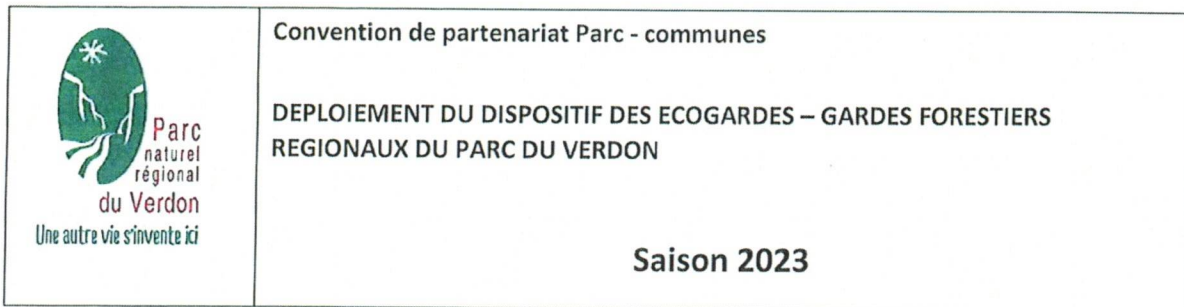 Parc
naturel
régional
du Verdon
Une autre vie s'invente ici
Convention de partenariat Parc - communes
DEPLOIEMENT DU DISPOSITIF DES ECOGARDES – GARDES FORESTIERS
REGIONAUX DU PARC DU VERDON
Saison 2023